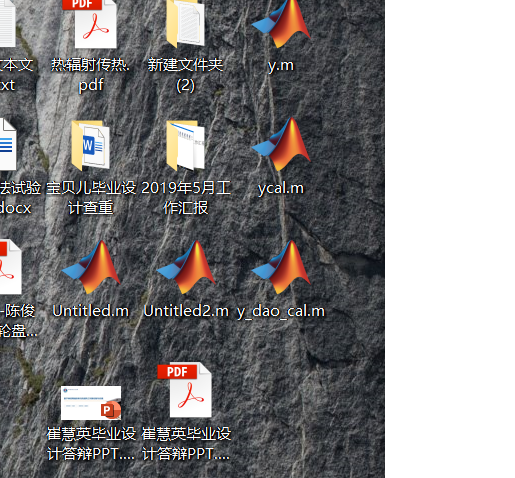 PDF
文本文
xt
热辐射传热.
pdf
新建文件夹
(2)
y.m
法试验
docx
宝贝儿毕业设
计查重
2019年5月工
作汇报
ycal.m
-陈俊
轮盘...
Untitled.m
Untitled2.m
y_dao_cal.m
PDF
崔慧英毕业设
计答辩PPT....
崔慧英毕业设
计答辩PPT....